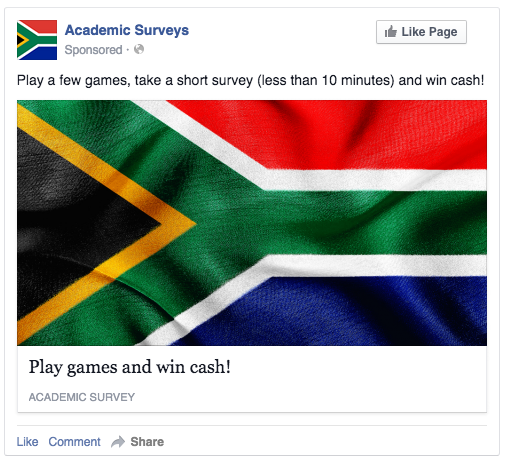 Academic Surveys
Like Page
Sponsored ·
Play a few games, take a short survey (less than 10 minutes) and win cash!
Play games and win cash!
ACADEMIC SURVEY
Like Comment Share